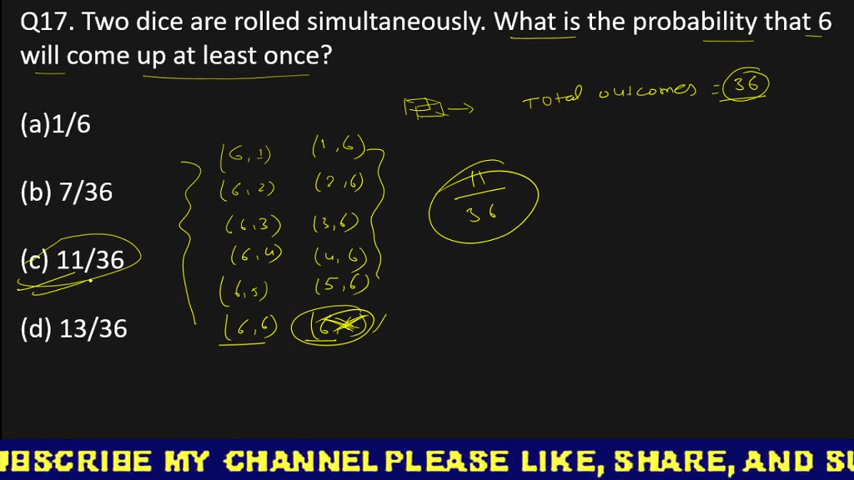 Q17. Two dice are rolled simultaneously. What is the probability that 6
will come up at least once?
Total outcomes = 36
(a)1/6
(6,1) (1,6)
(b) 7/36
(6,2) (2,6)
11
36
(6,3) (3,6)
(c) 11/36
(6,4) (4,6)
(6,5) (5,6)
(d) 13/36
(6,6)
UBSCRIBE MY CHANNEL PLEASE LIKE, SHARE, AND SU